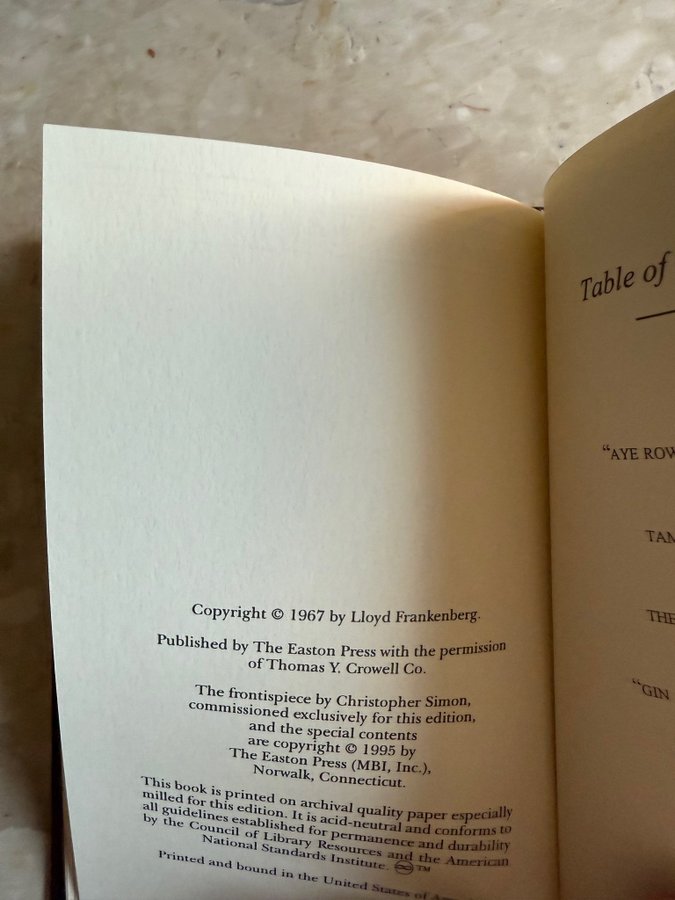 Copyright © 1967 by Lloyd Frankenberg.
Published by The Easton Press with the permission
of Thomas Y. Crowell Co.
The frontispiece by Christopher Simon,
commissioned exclusively for this edition,
and the special contents
are copyright © 1995 by
The Easton Press (MBI, Inc.),
Norwalk, Connecticut.
This book is printed on archival quality paper especially
milled for this edition. It is acid-neutral and conforms to
all guidelines established for permanence and durability
by the Council of Library Resources and the American
National Standards Institute. ♾™
Printed and bound in the United States of
Table of
“AYE ROW
TAM
THE
“GIN